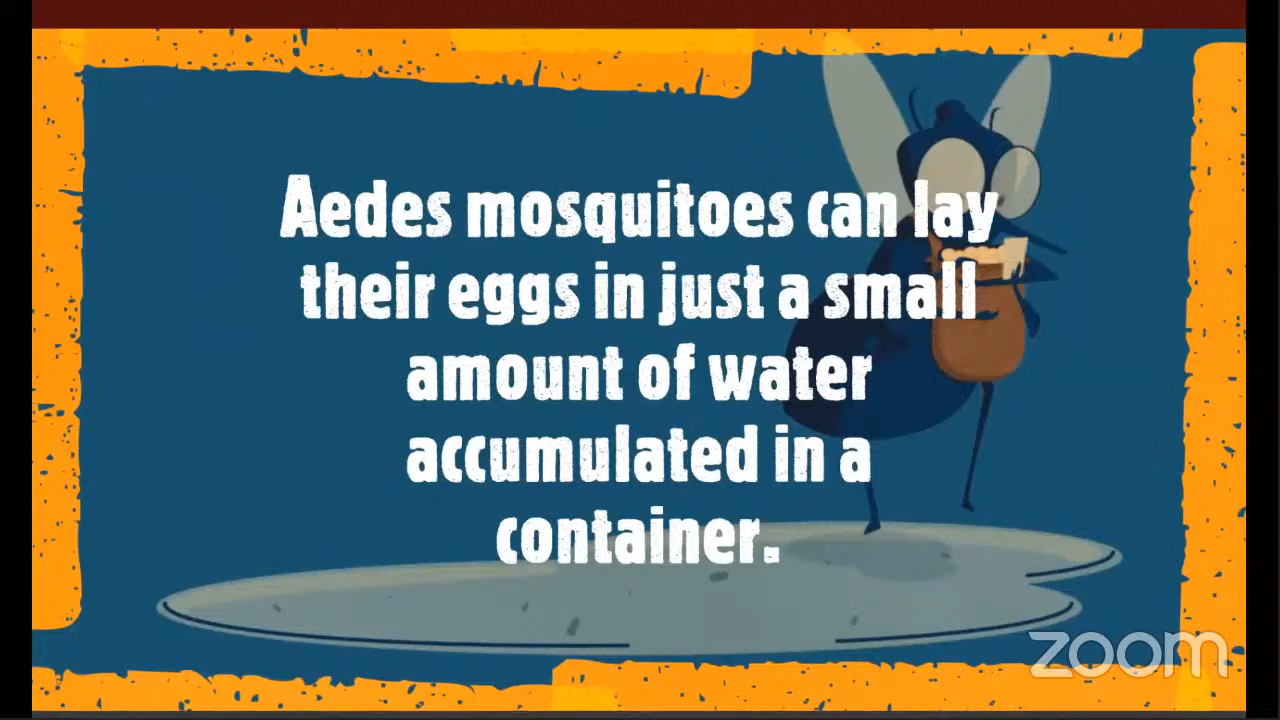 Aedes mosquitoes can lay
their eggs in just a small
amount of water
accumulated in a
container.
zoom